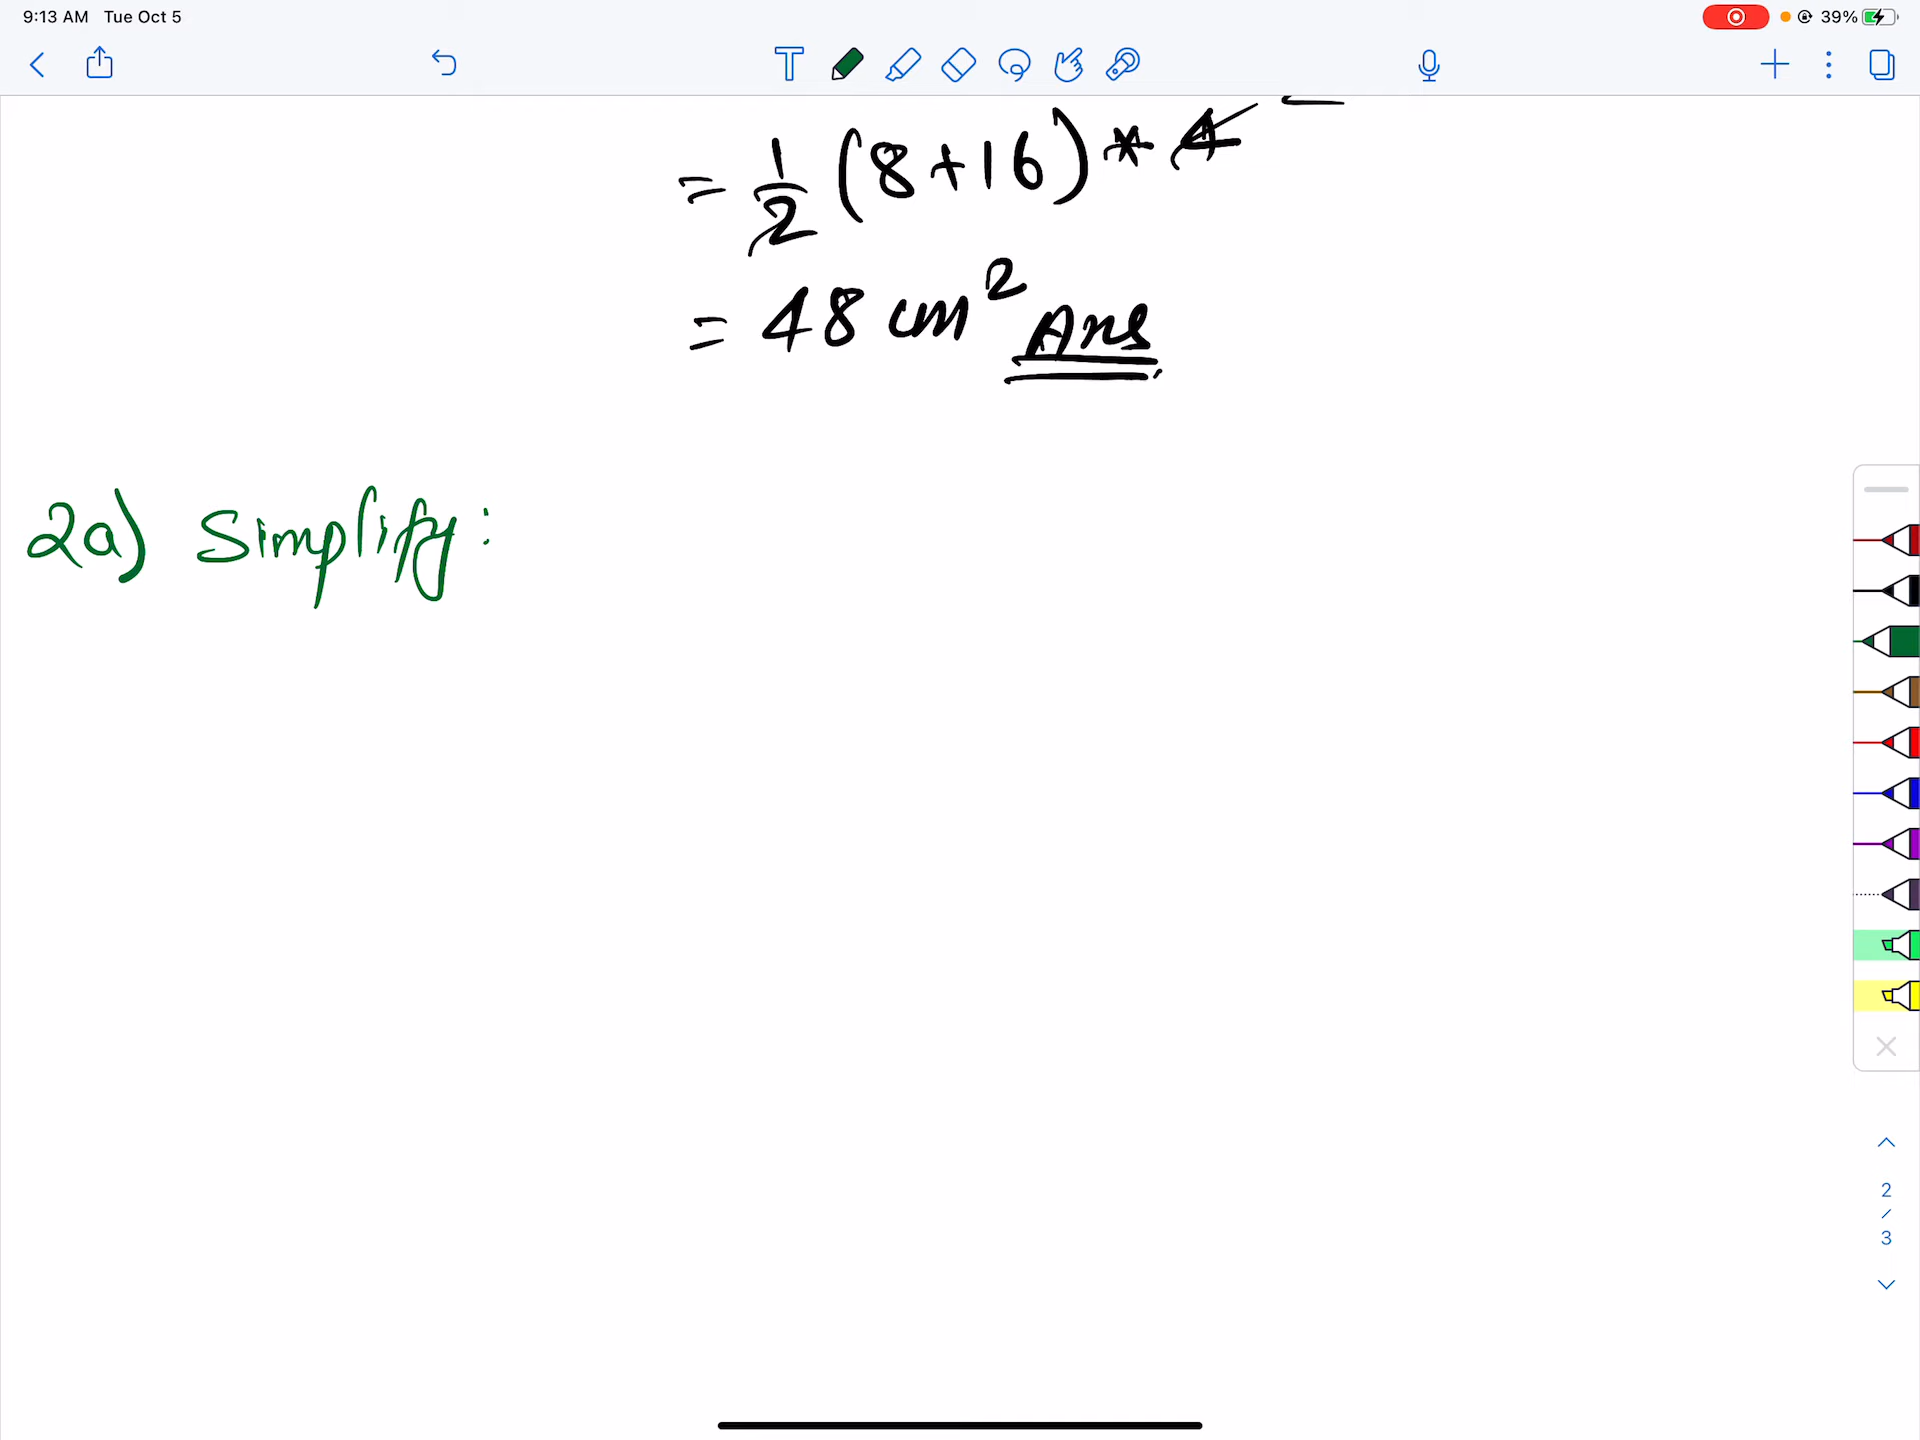 9:13 AM Tue Oct 5
39%
= 1/2 (8+16) * 4
= 48 cm² Ans
2a) Simplify:
2
/
3